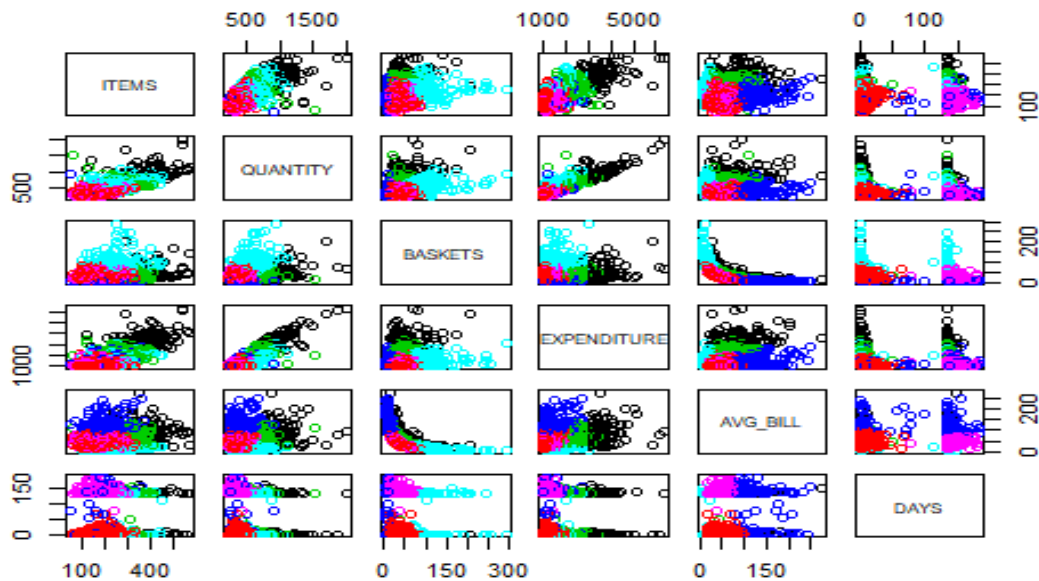 500 1500 1000 5000 0 100
ITEMS 100
500 QUANTITY
BASKETS 0 200
1000 EXPENDITURE
AVG_BILL 0 200
0 150 DAYS
100 400 0 150 300 0 150